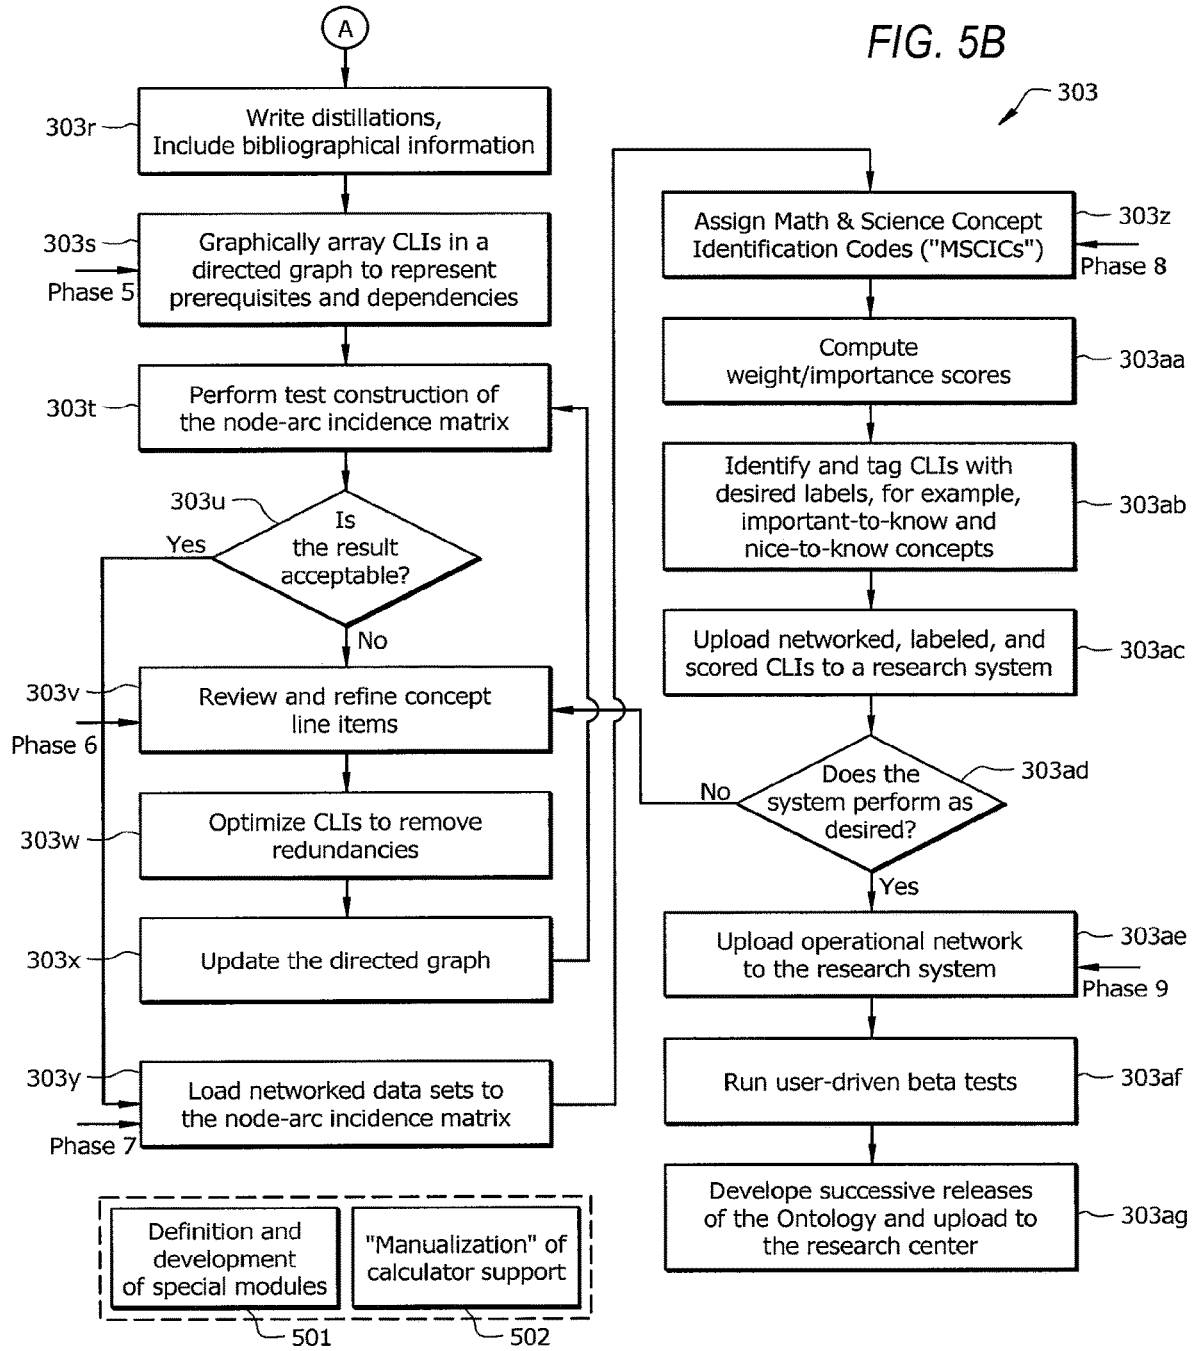 A
FIG. 5B
303
303r
Write distillations,
Include bibliographical information
303s
Phase 5
Graphically array CLIs in a
directed graph to represent
prerequisites and dependencies
303t
Perform test construction of
the node-arc incidence matrix
303u
Is
the result
acceptable?
Yes
No
303v
Phase 6
Review and refine concept
line items
303w
Optimize CLIs to remove
redundancies
303x
Update the directed graph
303y
Phase 7
Load networked data sets to
the node-arc incidence matrix
Definition and
development
of special modules
501
"Manualization" of
calculator support
502
Assign Math & Science Concept
Identification Codes ("MSCICs")
303z
Phase 8
Compute
weight/importance scores
303aa
Identify and tag CLIs with
desired labels, for example,
important-to-know and
nice-to-know concepts
303ab
Upload networked, labeled, and
scored CLIs to a research system
303ac
Does the
system perform as
desired?
303ad
No
Yes
Upload operational network
to the research system
303ae
Phase 9
Run user-driven beta tests
303af
Develope successive releases
of the Ontology and upload to
the research center
303ag